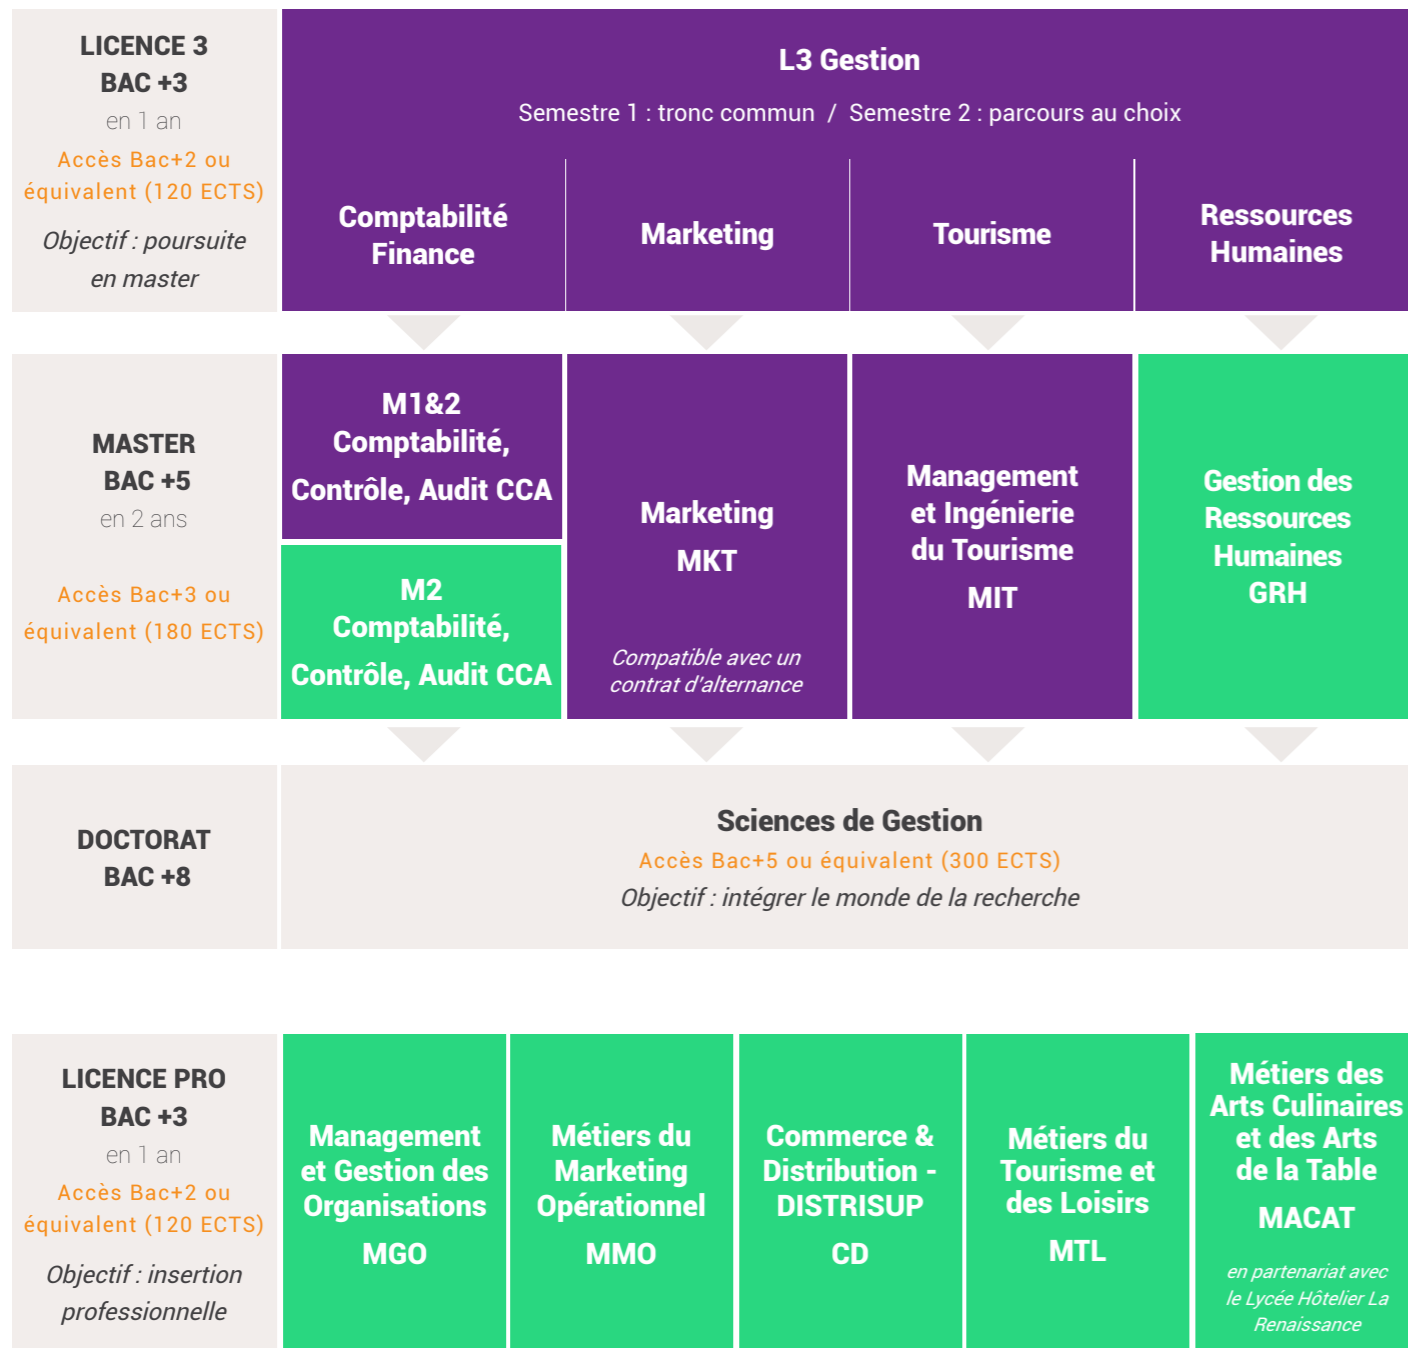 LICENCE 3
BAC +3
en 1 an
Accès Bac+2 ou
équivalent (120 ECTS)
Objectif : poursuite
en master
L3 Gestion
Semestre 1 : tronc commun / Semestre 2 : parcours au choix
Comptabilité
Finance
Marketing
Tourisme
Ressources
Humaines
MASTER
BAC +5
en 2 ans
Accès Bac+3 ou
équivalent (180 ECTS)
M1&2
Comptabilité,
Contrôle, Audit CCA
M2
Comptabilité,
Contrôle, Audit CCA
Marketing
MKT
Compatible avec un
contrat d'alternance
Management
et Ingénierie
du Tourisme
MIT
Gestion des
Ressources
Humaines
GRH
DOCTORAT
BAC +8
Sciences de Gestion
Accès Bac+5 ou équivalent (300 ECTS)
Objectif : intégrer le monde de la recherche
LICENCE PRO
BAC +3
en 1 an
Accès Bac+2 ou
équivalent (120 ECTS)
Objectif : insertion
professionnelle
Management
et Gestion des
Organisations
MGO
Métiers du
Marketing
Opérationnel
MMO
Commerce &
Distribution -
DISTRISUP
CD
Métiers du
Tourisme et
des Loisirs
MTL
Métiers des
Arts Culinaires
et des Arts
de la Table
MACAT
en partenariat avec
le Lycée Hôtelier La
Renaissance